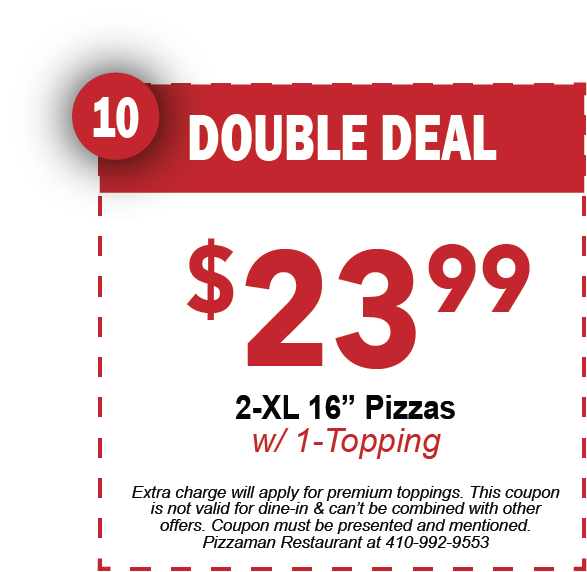 10
DOUBLE DEAL
$23.99
2-XL 16” Pizzas
w/ 1-Topping
Extra charge will apply for premium toppings. This coupon
is not valid for dine-in & can’t be combined with other
offers. Coupon must be presented and mentioned.
Pizzaman Restaurant at 410-992-9553